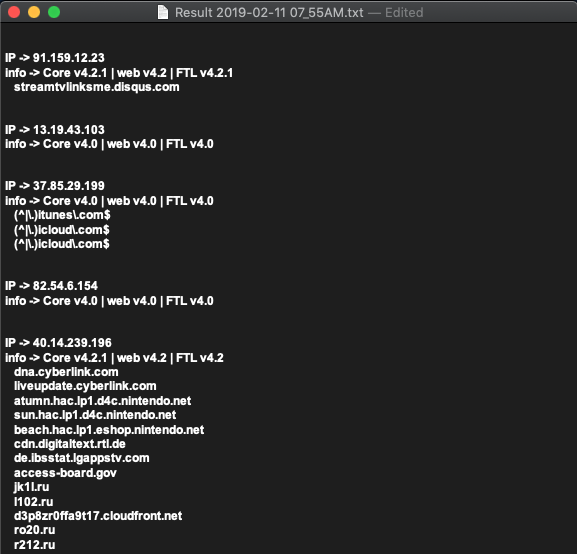 Result 2019-02-11 07_55AM.txt — Edited
IP -> 91.159.12.23
info -> Core v4.2.1 | web v4.2 | FTL v4.2.1
streamtvlinksme.disqus.com
IP -> 13.19.43.103
info -> Core v4.0 | web v4.0 | FTL v4.0
IP -> 37.85.29.199
info -> Core v4.0 | web v4.0 | FTL v4.0
(^|\.)itunes\.com$
(^|\.)icloud\.com$
(^|\.)icloud\.com$
IP -> 82.54.6.154
info -> Core v4.0 | web v4.0 | FTL v4.0
IP -> 40.14.239.196
info -> Core v4.2.1 | web v4.2 | FTL v4.2
dna.cyberlink.com
liveupdate.cyberlink.com
atumn.hac.lp1.d4c.nintendo.net
sun.hac.lp1.d4c.nintendo.net
beach.hac.lp1.eshop.nintendo.net
cdn.digitaltext.rtl.de
de.ibsstat.lgappstv.com
access-board.gov
jk1l.ru
l102.ru
d3p8zr0ffa9t17.cloudfront.net
ro20.ru
r212.ru